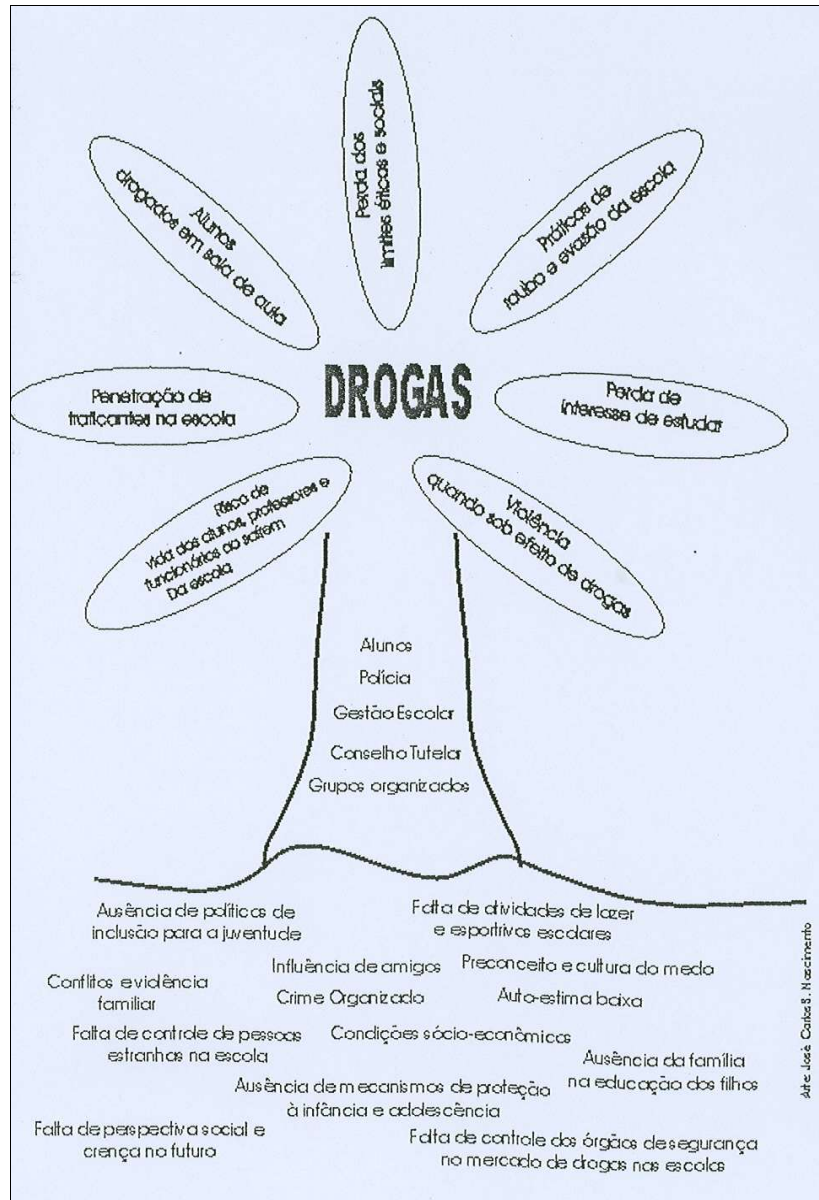 Perda dos
limites éticos e sociais
Alunos
drogados em sala de aula
Práticas de
roubo e evasão da escola
Penetração de
traficantes na escola
DROGAS
Perda de
interesse de estudar
Risco de
vida dos alunos, professores e
funcionários ao saírem
Da escola
Violência
quando sob efeito de drogas
Alunos
Polícia
Gestão Escolar
Conselho Tutelar
Grupos organizados
Ausência de políticas de
inclusão para a juventude
Falta de atividades de lazer
e esportrivos escolares
Influência de amigos
Preconceito e cultura do medo
Conflitos e vidência
familiar
Crime Organizado
Auto-estima baixa
Falta de controle de pessoas
estranhas na escola
Condições sócio-econômicas
Ausência da família
na educação dos filhos
Ausência de mecanismos de proteção
à infância e adolescência
Falta de perspectiva social e
crença no futuro
Falta de controle dos órgãos de segurança
no mercado de drogas nas escolas
Arte: José Carlos S. Nascimento